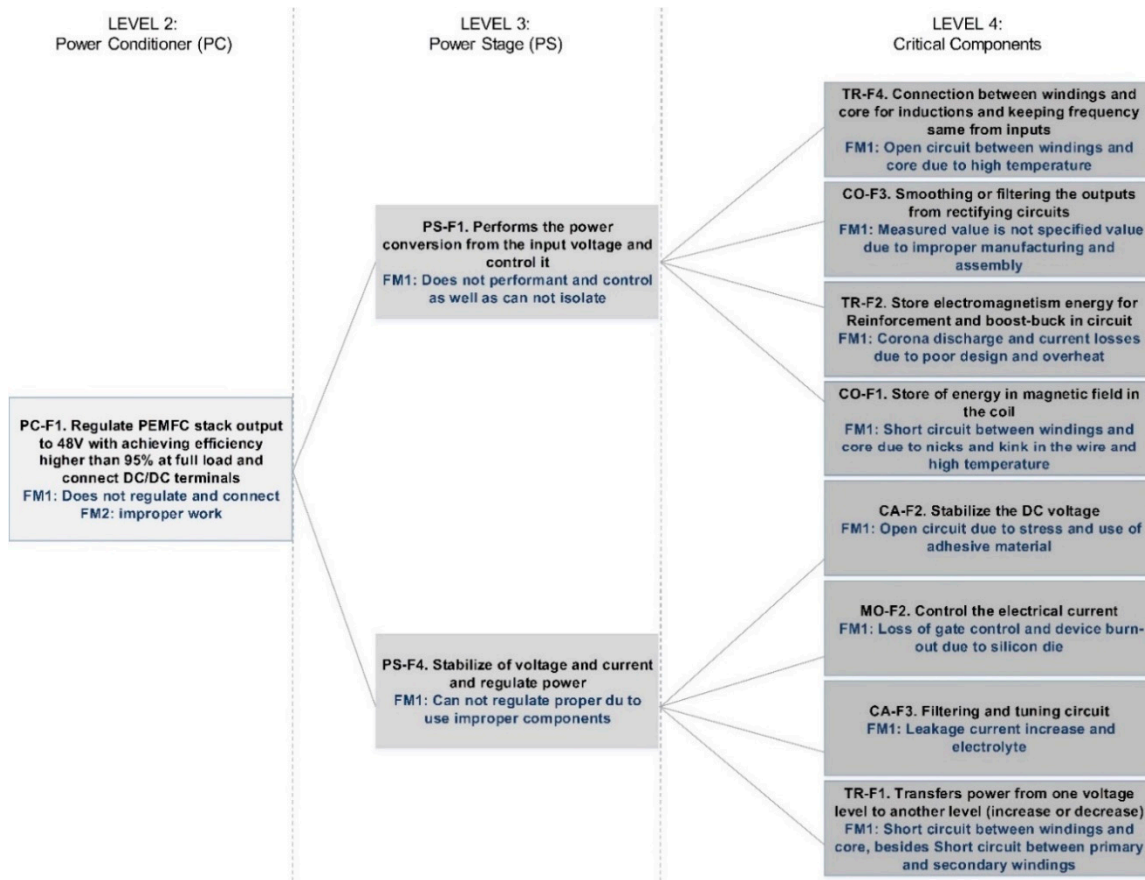 LEVEL 2:
Power Conditioner (PC)
LEVEL 3:
Power Stage (PS)
LEVEL 4:
Critical Components
PC-F1. Regulate PEMFC stack output
to 48V with achieving efficiency
higher than 95% at full load and
connect DC/DC terminals
FM1: Does not regulate and connect
FM2: improper work
PS-F1. Performs the power
conversion from the input voltage and
control it
FM1: Does not performant and control
as well as can not isolate
PS-F4. Stabilize of voltage and current
and regulate power
FM1: Can not regulate proper du to
use improper components
TR-F4. Connection between windings and
core for inductions and keeping frequency
same from inputs
FM1: Open circuit between windings and
core due to high temperature
CO-F3. Smoothing or filtering the outputs
from rectifying circuits
FM1: Measured value is not specified value
due to improper manufacturing and
assembly
TR-F2. Store electromagnetism energy for
Reinforcement and boost-buck in circuit
FM1: Corona discharge and current losses
due to poor design and overheat
CO-F1. Store of energy in magnetic field in
the coil
FM1: Short circuit between windings and
core due to nicks and kink in the wire and
high temperature
CA-F2. Stabilize the DC voltage
FM1: Open circuit due to stress and use of
adhesive material
MO-F2. Control the electrical current
FM1: Loss of gate control and device burn-
out due to silicon die
CA-F3. Filtering and tuning circuit
FM1: Leakage current increase and
electrolyte
TR-F1. Transfers power from one voltage
level to another level (increase or decrease)
FM1: Short circuit between windings and
core, besides Short circuit between primary
and secondary windings